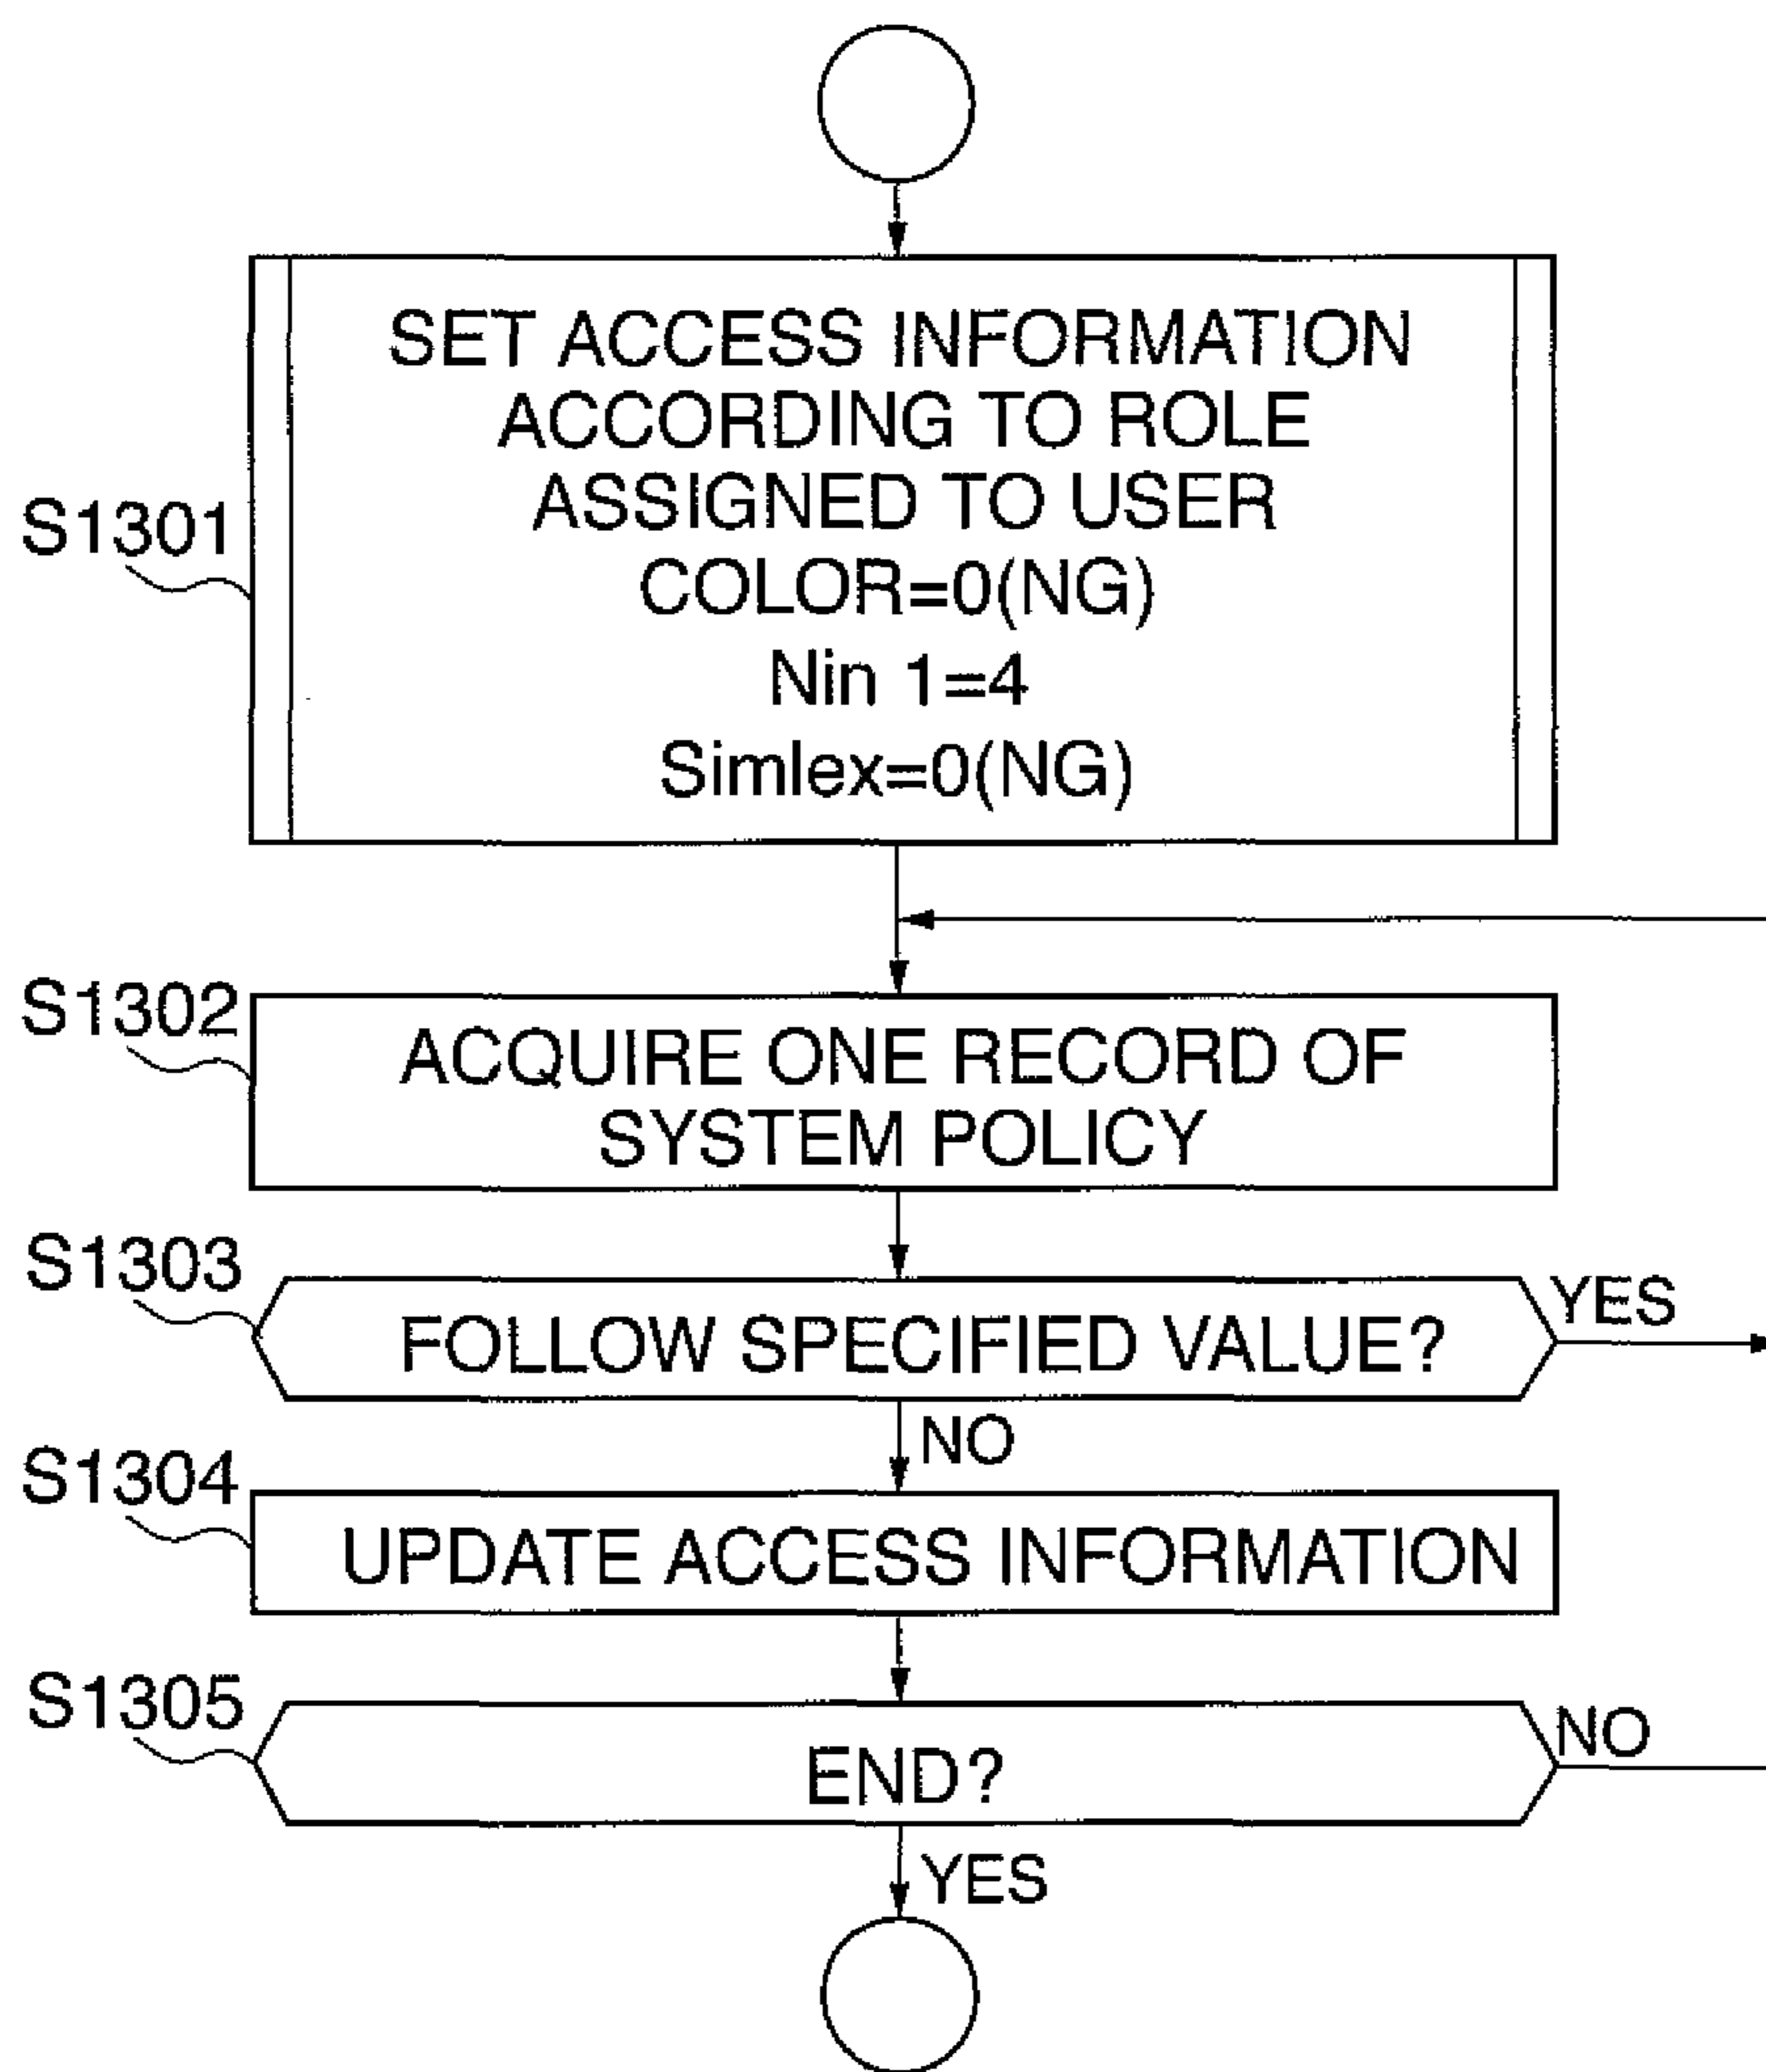 SET ACCESS INFORMATION
ACCORDING TO ROLE
ASSIGNED TO USER
COLOR=0(NG)
Nin 1=4
Simlex=0(NG)
S1301
S1302
ACQUIRE ONE RECORD OF
SYSTEM POLICY
S1303
FOLLOW SPECIFIED VALUE?
YES
NO
S1304
UPDATE ACCESS INFORMATION
S1305
END?
NO
YES